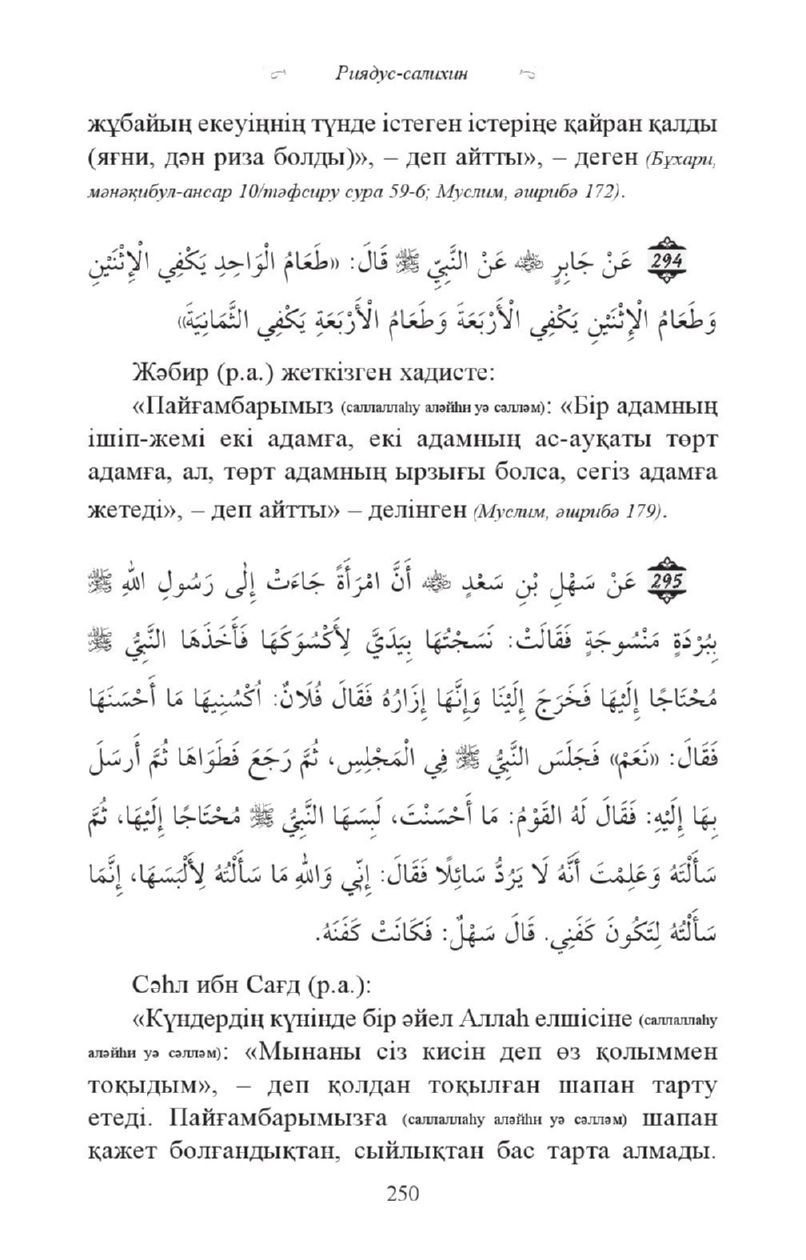 Риядус-салихин
жұбайың екеуіңнің түнде істеген істеріңе қайран қалды
(яғни, дән риза болды)», – деп айтты», – деген (Бұхари,
мәнәқибул-ансар 10/тәфсиру сура 59-6; Муслим, әшрибә 172).
294 عَنْ جَابِرٍ ﷺ عَنْ النَّبِيِّ ﷺ قَالَ: «طَعَامُ الْوَاحِدِ يَكْفِي الْإِثْنَيْنِ
وَطَعَامُ الْإِثْنَيْنِ يَكْفِي الْأَرْبَعَةَ وَطَعَامُ الْأَرْبَعَةِ يَكْفِي الثَّمَانِيَةَ»
Жәбир (р.а.) жеткізген хадисте:
«Пайғамбарымыз (саллаллаһу аләйһи уә сәлләм): «Бір адамның
ішіп-жемі екі адамға, екі адамның ас-ауқаты төрт
адамға, ал, төрт адамның ырзығы болса, сегіз адамға
жетеді», – деп айтты» – делінген (Муслим, әшрибә 179).
295 عَنْ سَهْلِ بْنِ سَعْدٍ ﷺ أَنَّ امْرَأَةً جَاءَتْ إِلَى رَسُولِ اللهِ ﷺ
بِبُرْدَةٍ مَنْسُوجَةٍ فَقَالَتْ: نَسَجْتُهَا بِيَدَيَّ لِأَكْسُوَكَهَا فَأَخَذَهَا النَّبِيُّ ﷺ
مُحْتَاجًا إِلَيْهَا فَخَرَجَ إِلَيْنَا وَإِنَّهَا إِزَارُهُ فَقَالَ فُلَانٌ: اُكْسُنِيهَا مَا أَحْسَنَهَا
فَقَالَ: «نَعَمْ» فَجَلَسَ النَّبِيُّ ﷺ فِي الْمَجْلِسِ، ثُمَّ رَجَعَ فَطَوَاهَا ثُمَّ أَرسَلَ
بِهَا إِلَيْهِ: فَقَالَ لَهُ القَوْمُ: مَا أَحْسَنْتَ، لَبِسَهَا النَّبِيُّ ﷺ مُحْتَاجًا إِلَيْهَا، ثُمَّ
سَأَلْتَهُ وَعَلِمْتَ أَنَّهُ لَا يَرُدُّ سَائِلًا فَقَالَ: إِنِّي وَاللهِ مَا سَأَلْتُهُ لِأَلْبَسَهَا، إِنَّمَا
سَأَلْتُهُ لِتَكُونَ كَفَنِي. قَالَ سَهْلٌ: فَكَانَتْ كَفَنَهُ.
Сәһл ибн Сағд (р.а.):
«Күндердің күнінде бір әйел Аллаһ елшісіне (саллаллаһу
аләйһи уә сәлләм): «Мынаны сіз кисін деп өз қолыммен
тоқыдым», – деп қолдан тоқылған шапан тарту
етеді. Пайғамбарымызға (саллаллаһу аләйһи уә сәлләм) шапан
қажет болғандықтан, сыйлықтан бас тарта алмады.
250